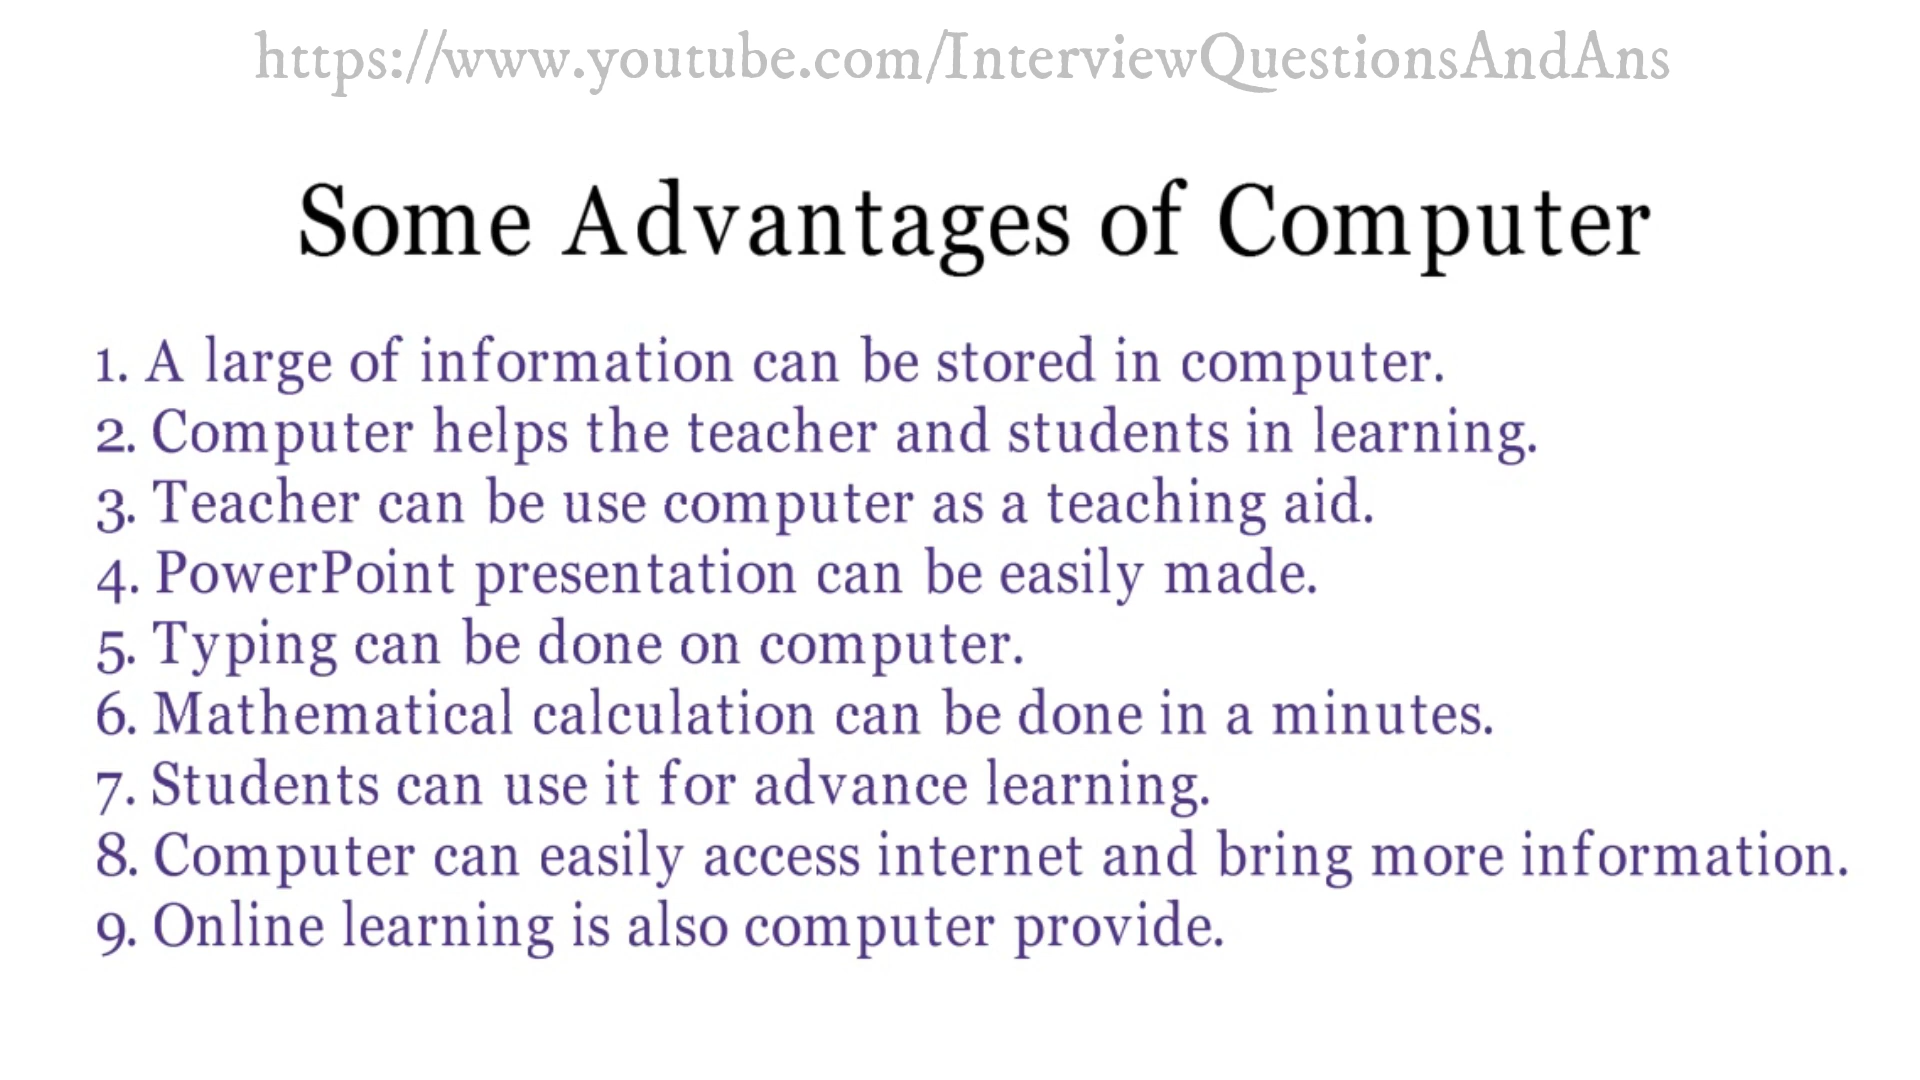 https://www.youtube.com/InterviewQuestionsAndAns
Some Advantages of Computer
1. A large of information can be stored in computer.
2. Computer helps the teacher and students in learning.
3. Teacher can be use computer as a teaching aid.
4. PowerPoint presentation can be easily made.
5. Typing can be done on computer.
6. Mathematical calculation can be done in a minutes.
7. Students can use it for advance learning.
8. Computer can easily access internet and bring more information.
9. Online learning is also computer provide.